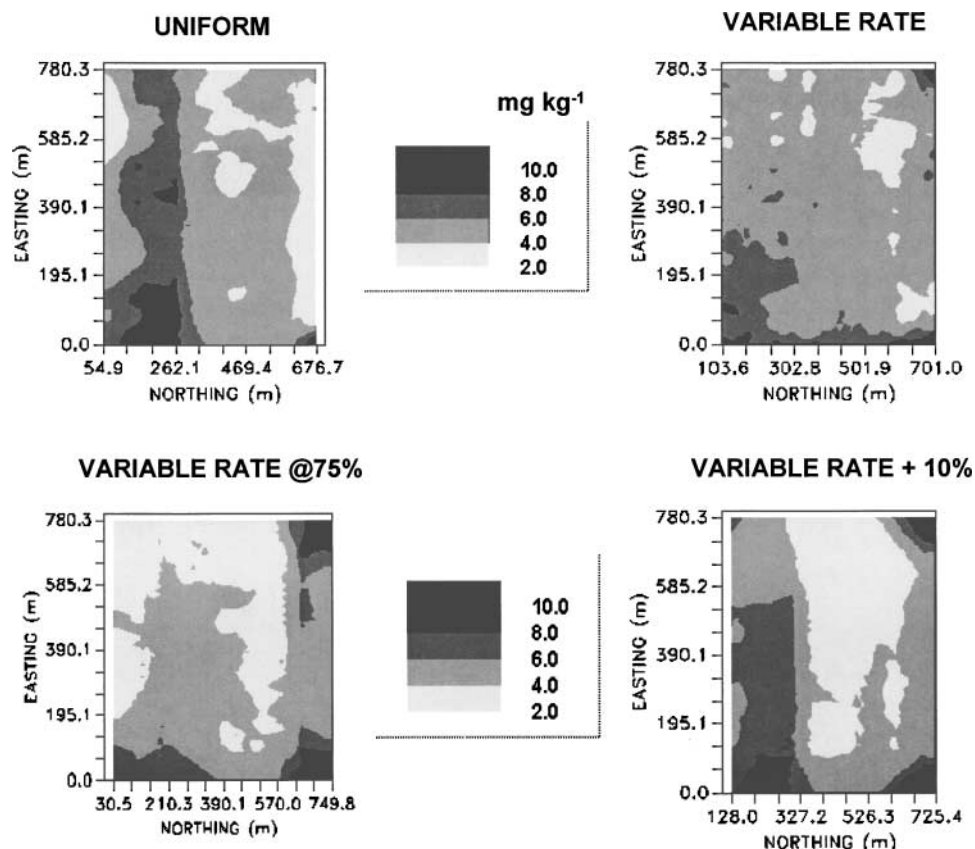 UNIFORM
VARIABLE RATE
780.3
585.2
390.1
195.1
0.0
EASTING (m)
54.9 262.1 469.4 676.7
NORTHING (m)
mg kg-1
10.0
8.0
6.0
4.0
2.0
780.3
585.2
390.1
195.1
0.0
EASTING (m)
103.6 302.8 501.9 701.0
NORTHING (m)
VARIABLE RATE @75%
VARIABLE RATE + 10%
780.3
585.2
390.1
195.1
0.0
EASTING (m)
30.5 210.3 390.1 570.0 749.8
NORTHING (m)
10.0
8.0
6.0
4.0
2.0
780.3
585.2
390.1
195.1
0.0
EASTING (m)
128.0 327.2 526.3 725.4
NORTHING (m)